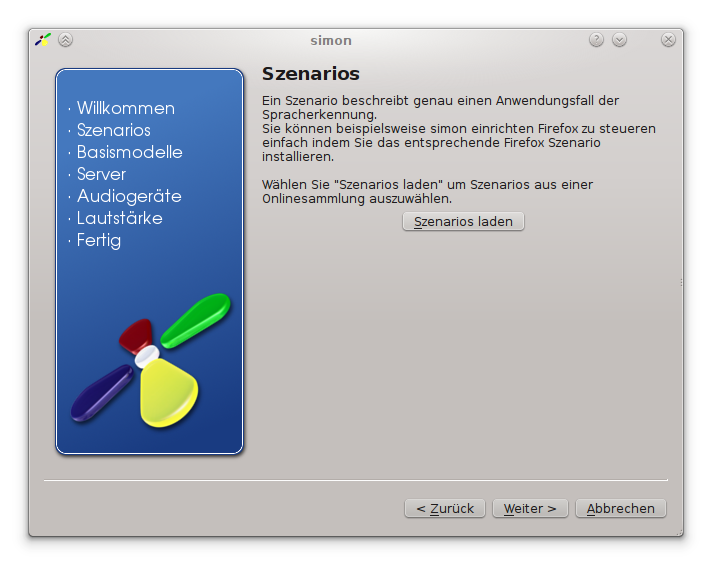 simon
· Willkommen
· Szenarios
· Basismodelle
· Server
· Audiogeräte
· Lautstärke
· Fertig
Szenarios
Ein Szenario beschreibt genau einen Anwendungsfall der
Spracherkennung.
Sie können beispielsweise simon einrichten Firefox zu steueren
einfach indem Sie das entsprechende Firefox Szenario
installieren.
Wählen Sie "Szenarios laden" um Szenarios aus einer
Onlinesammlung auszuwählen.
Szenarios laden
< Zurück
Weiter >
Abbrechen